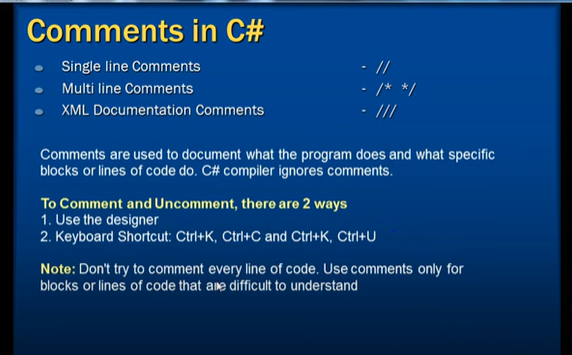 Comments in C#
Single line Comments - //
Multi line Comments - /* */
XML Documentation Comments - ///
Comments are used to document what the program does and what specific
blocks or lines of code do. C# compiler ignores comments.
To Comment and Uncomment, there are 2 ways
1. Use the designer
2. Keyboard Shortcut: Ctrl+K, Ctrl+C and Ctrl+K, Ctrl+U
Note: Don't try to comment every line of code. Use comments only for
blocks or lines of code that are difficult to understand